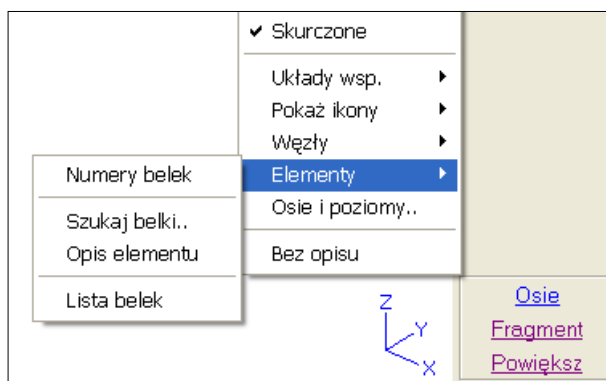 ✔ Skurczone
Układy wsp.
Pokaż ikony
Węzły
Elementy
Osie i poziomy..
Bez opisu
Numery belek
Szukaj belki..
Opis elementu
Lista belek
Z
Y
X
Osie
Fragment
Powiększ